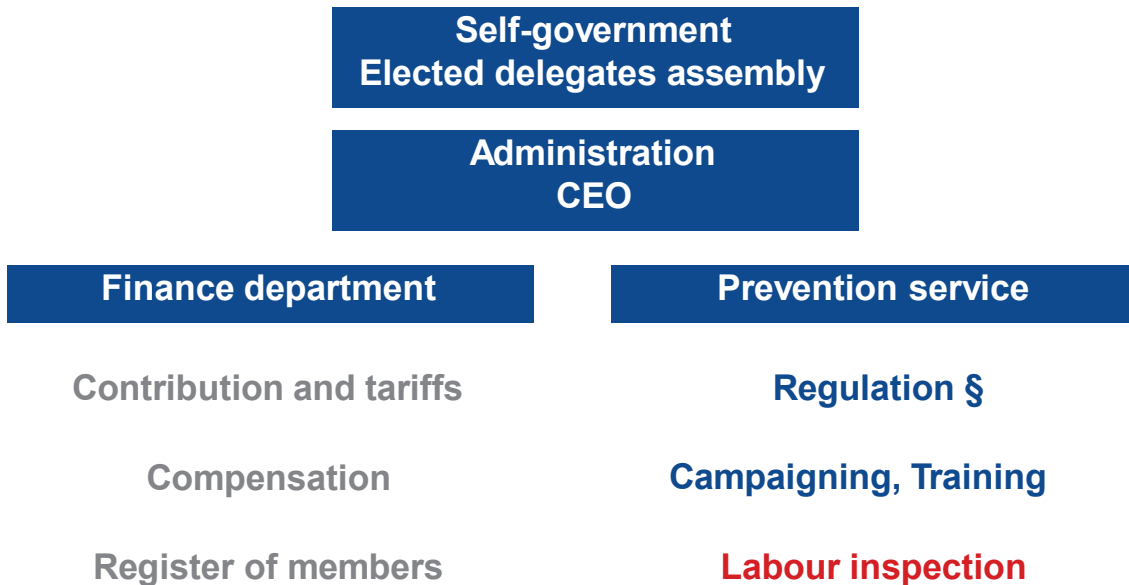 Self-government
Elected delegates assembly
Administration
CEO
Finance department
Prevention service
Contribution and tariffs
Regulation §
Compensation
Campaigning, Training
Register of members
Labour inspection